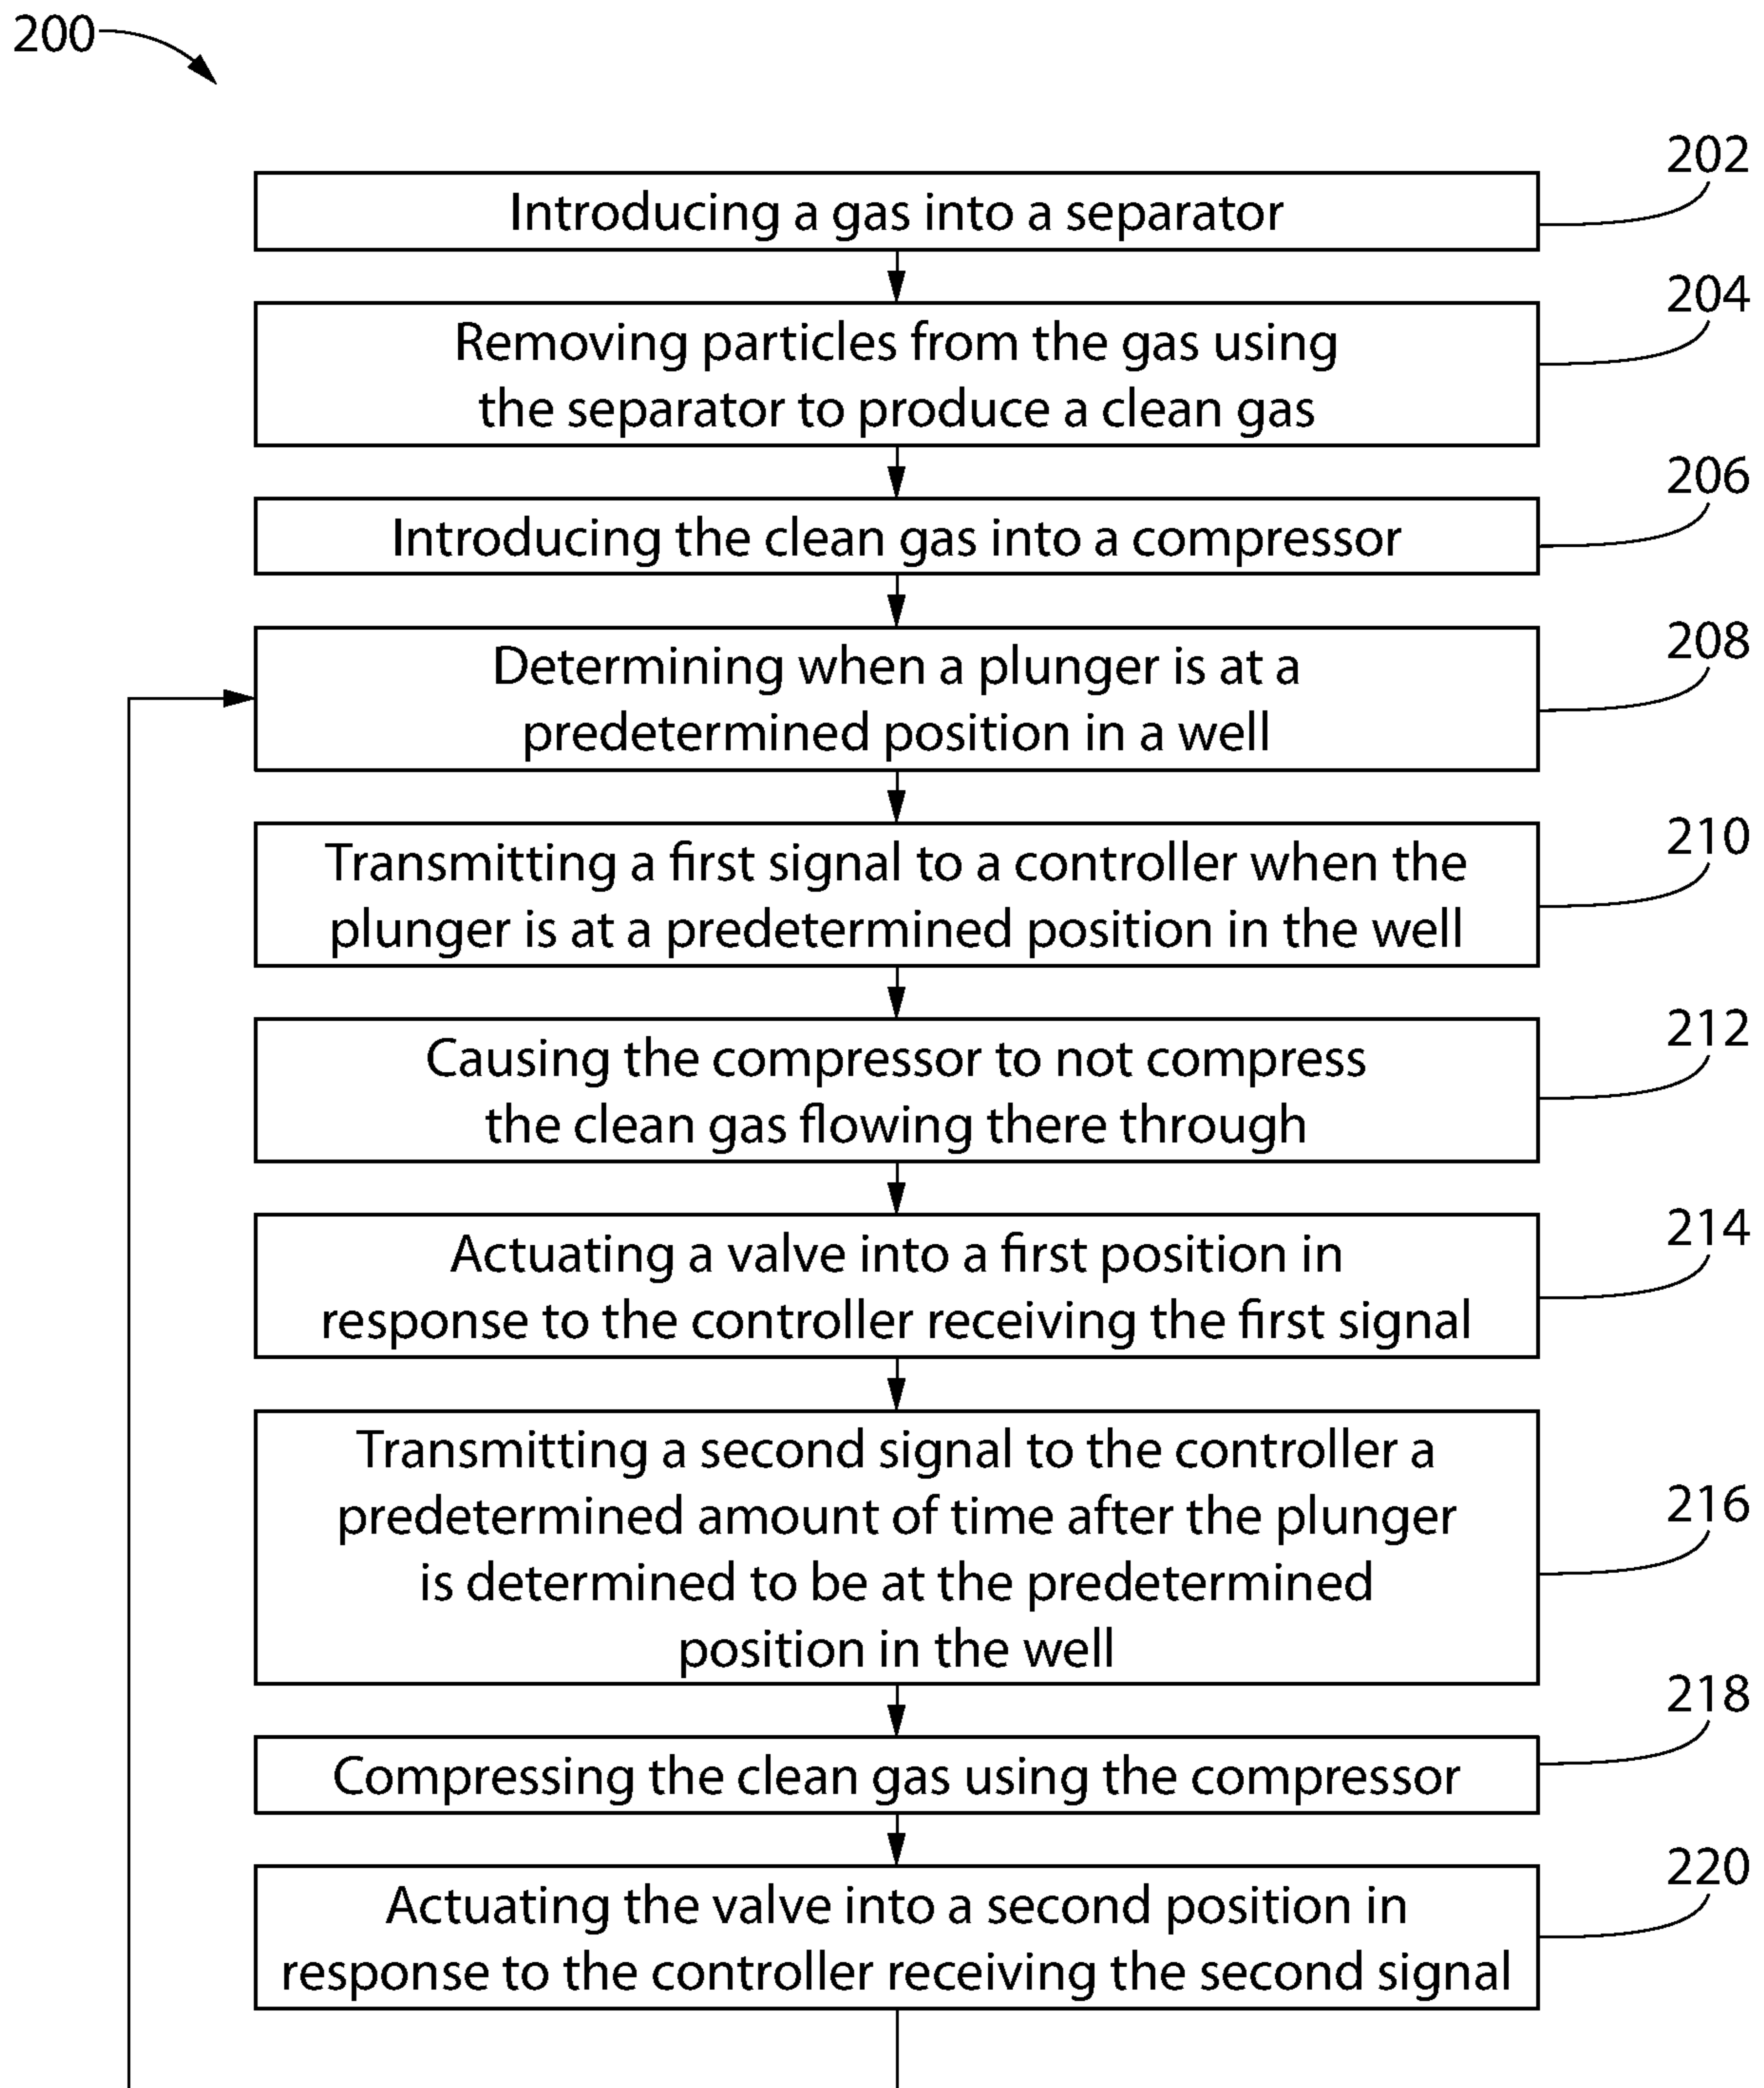 200
202
Introducing a gas into a separator
204
Removing particles from the gas using
the separator to produce a clean gas
206
Introducing the clean gas into a compressor
208
Determining when a plunger is at a
predetermined position in a well
210
Transmitting a first signal to a controller when the
plunger is at a predetermined position in the well
212
Causing the compressor to not compress
the clean gas flowing there through
214
Actuating a valve into a first position in
response to the controller receiving the first signal
216
Transmitting a second signal to the controller a
predetermined amount of time after the plunger
is determined to be at the predetermined
position in the well
218
Compressing the clean gas using the compressor
220
Actuating the valve into a second position in
response to the controller receiving the second signal